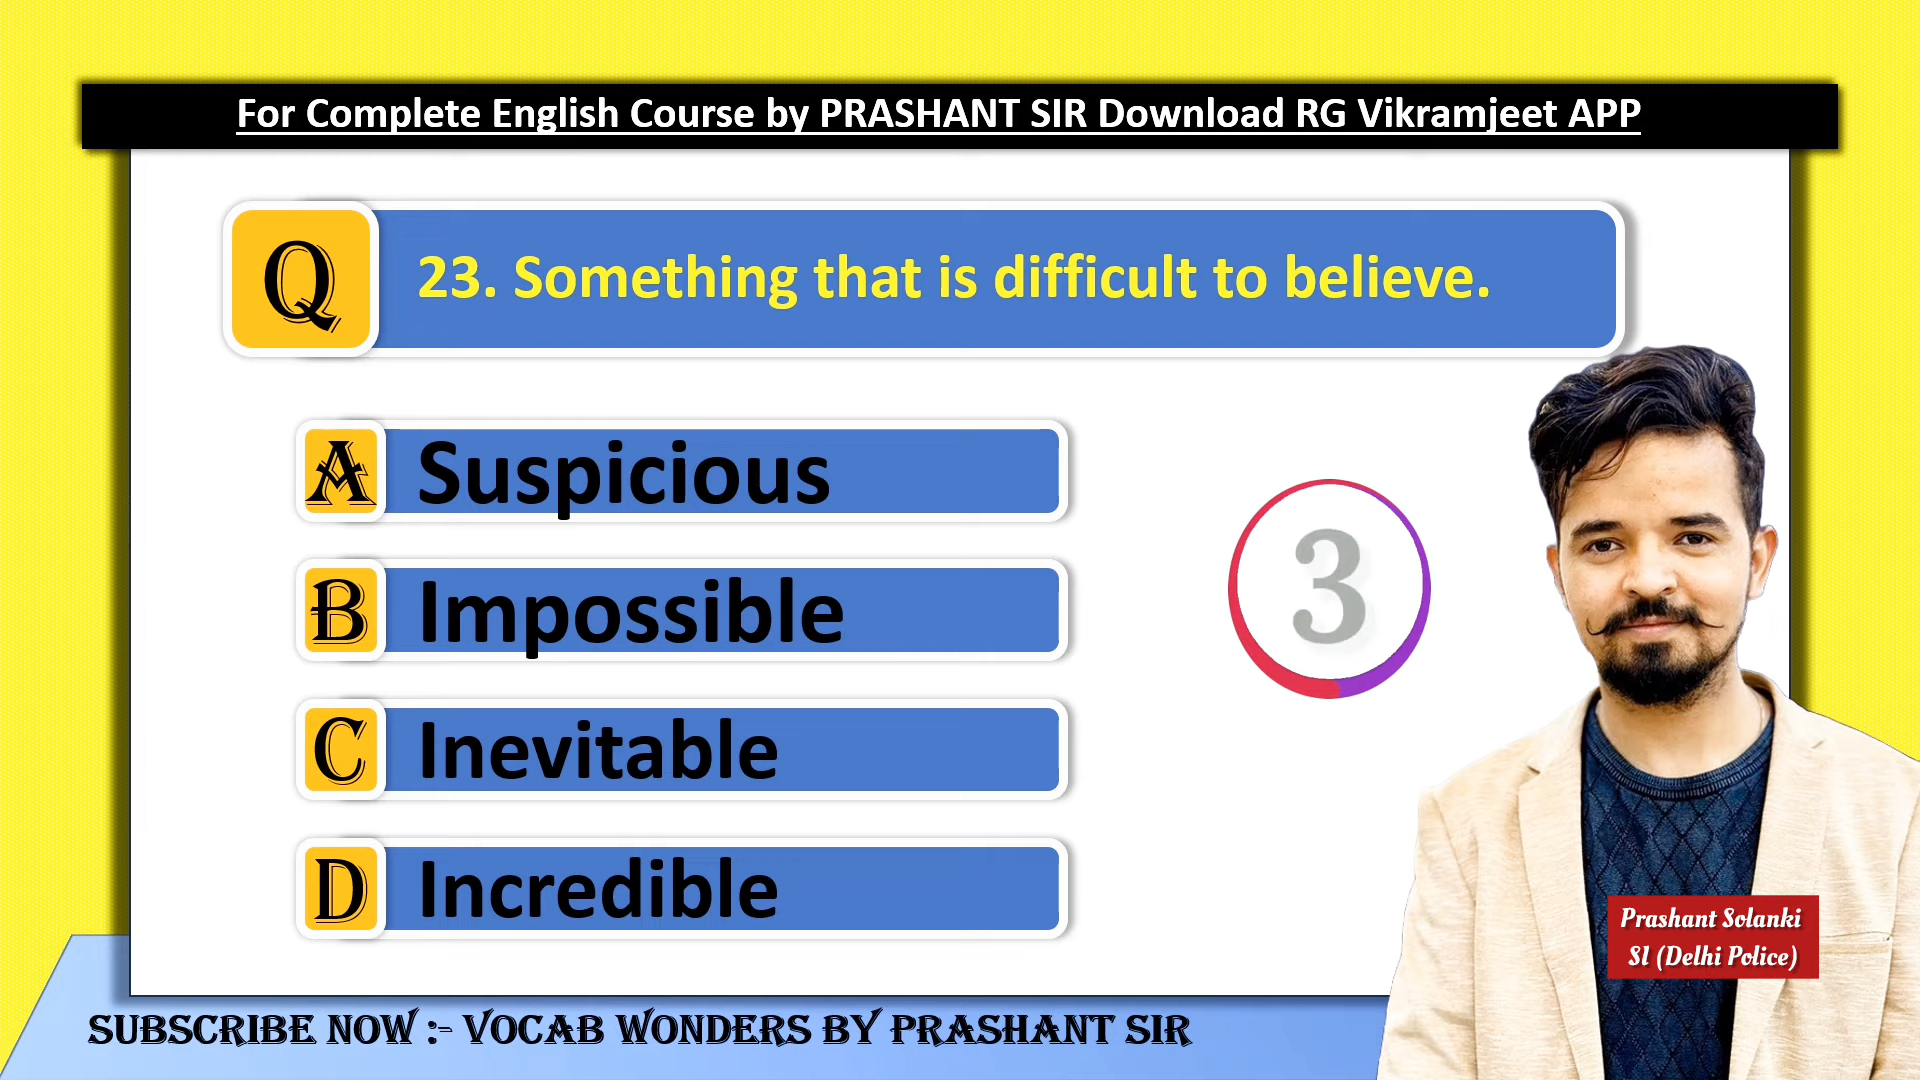 For Complete English Course by PRASHANT SIR Download RG Vikramjeet APP
Q
23. Something that is difficult to believe.
A Suspicious
B Impossible
C Inevitable
D Incredible
3
Prashant Solanki
SI (Delhi Police)
SUBSCRIBE NOW :- VOCAB WONDERS BY PRASHANT SIR